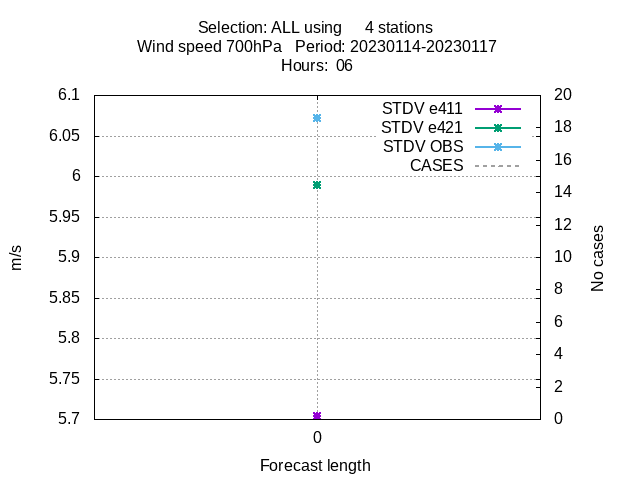 Selection: ALL using 4 stations
Wind speed 700hPa Period: 20230114-20230117
Hours: 06
STDV e411
STDV e421
STDV OBS
CASES
6.1
6.05
6
5.95
5.9
5.85
5.8
5.75
5.7
20
18
16
14
12
10
8
6
4
2
0
m/s
No cases
0
Forecast length